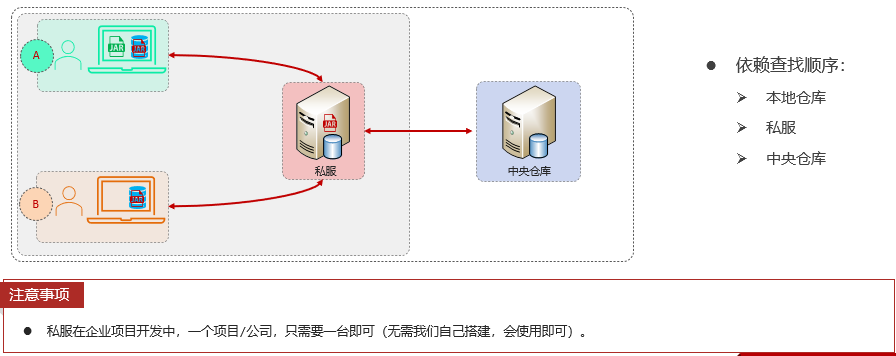 A
JAR
JAR
JAR
私服
中央仓库
B
JAR
依赖查找顺序：
本地仓库
私服
中央仓库
注意事项
私服在企业项目开发中，一个项目/公司，只需要一台即可（无需我们自己搭建，会使用即可）。